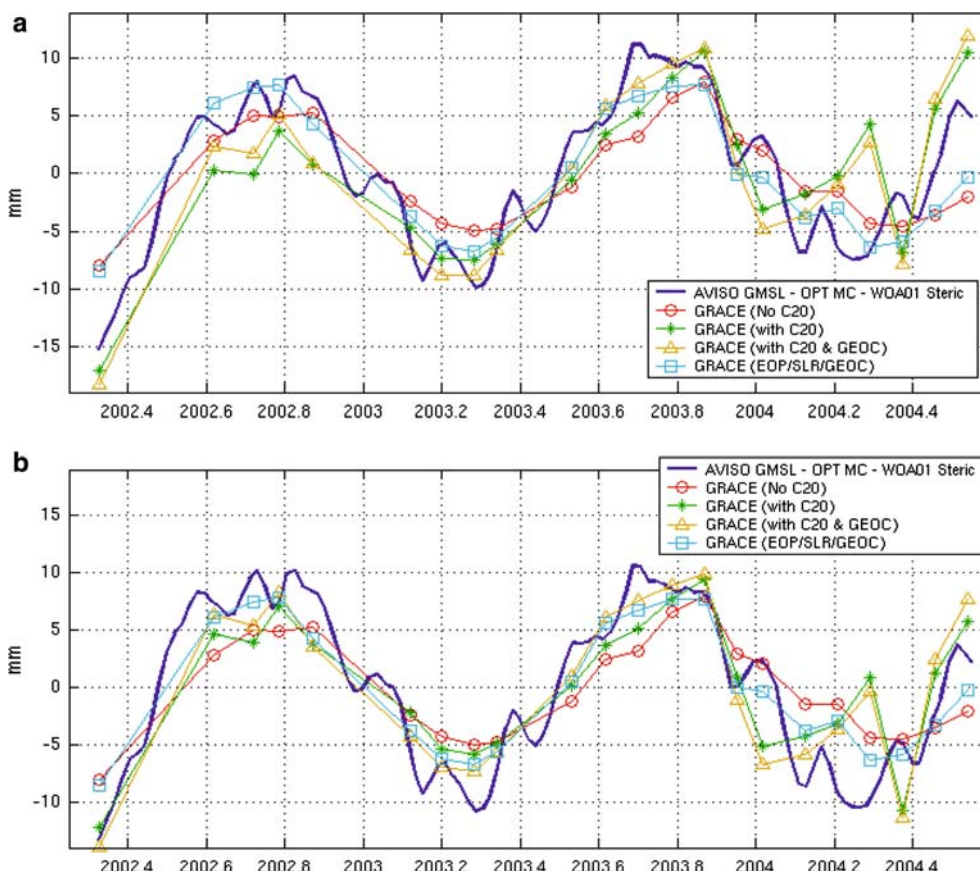 a
10
5
0
-5
-10
-15
mm
AVISO GMSL - OPT MC - WOA01 Steric
GRACE (No C20)
GRACE (with C20)
GRACE (with C20 & GEOC)
GRACE (EOP/SLR/GEOC)
2002.4 2002.6 2002.8 2003 2003.2 2003.4 2003.6 2003.8 2004 2004.2 2004.4
b
AVISO GMSL - OPT MC - WOA01 Steric
GRACE (No C20)
GRACE (with C20)
GRACE (with C20 & GEOC)
GRACE (EOP/SLR/GEOC)
15
10
5
0
-5
-10
mm
2002.4 2002.6 2002.8 2003 2003.2 2003.4 2003.6 2003.8 2004 2004.2 2004.4